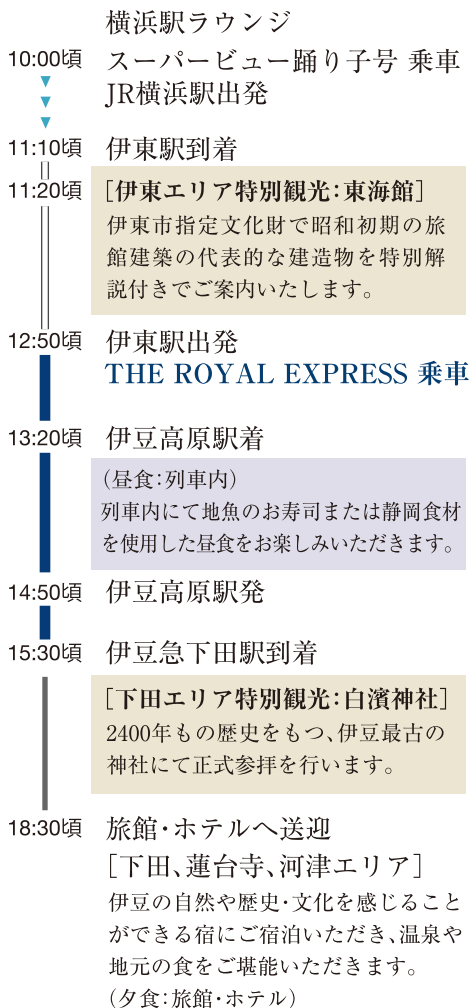 横浜駅ラウンジ
10:00頃 スーパービュー踊り子号 乗車
JR横浜駅出発
11:10頃 伊東駅到着
11:20頃 [伊東エリア特別観光:東海館]
伊東市指定文化財で昭和初期の旅
館建築の代表的な建造物を特別解
説付きでご案内いたします。
12:50頃 伊東駅出発
THE ROYAL EXPRESS 乗車
13:20頃 伊豆高原駅着
(昼食:列車内)
列車内にて地魚のお寿司または静岡食材
を使用した昼食をお楽しみいただきます。
14:50頃 伊豆高原駅発
15:30頃 伊豆急下田駅到着
[下田エリア特別観光:白濱神社]
2400年もの歴史をもつ、伊豆最古の
神社にて正式参拝を行います。
18:30頃 旅館・ホテルへ送迎
[下田、蓮台寺、河津エリア]
伊豆の自然や歴史・文化を感じること
ができる宿にご宿泊いただき、温泉や
地元の食をご堪能いただきます。
(夕食:旅館・ホテル)